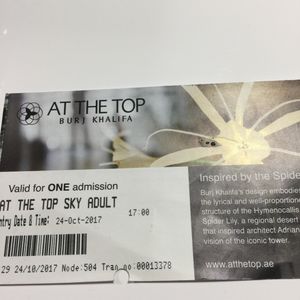 AT THE TOP
BURJ KHALIFA
Inspired by the Spide
Valid for ONE admission
AT THE TOP SKY ADULT
ntry Date & Time: 24-Oct-2017 17:00
29 24/10/2017 Node:504 Tran-no:00013378
Burj Khalifa's design embodies
the lyrical and well-proportione
structure of the Hymenocallis
Spider Lily, a regional desert
that inspired architect Adrian
vision of the iconic tower.
www.atthetop.ae